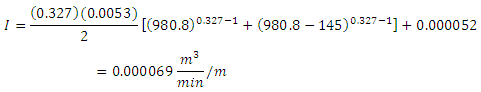 I = (0.327)(0.0053)/2 [(980.8)^0.327−1 + (980.8 − 145)^0.327−1] + 0.000052
= 0.000069 m^3/min /m